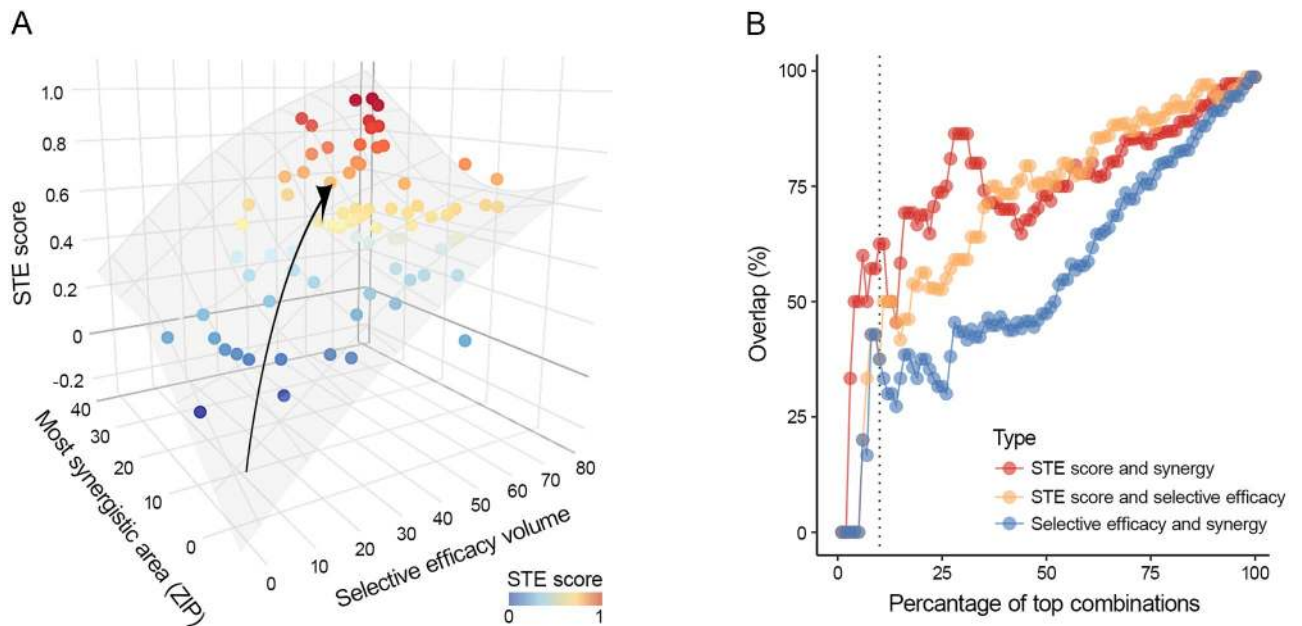 A
STE score
1.0
0.8
0.6
0.4
0.2
0
-0.2
40
30
20
10
0
Most synergistic area (ZIP)
0
10
20
30
40
50
60
70
80
Selective efficacy volume
STE score
0 1
B
Overlap (%)
100
75
50
25
0
Type
STE score and synergy
STE score and selective efficacy
Selective efficacy and synergy
0 25 50 75 100
Percentage of top combinations